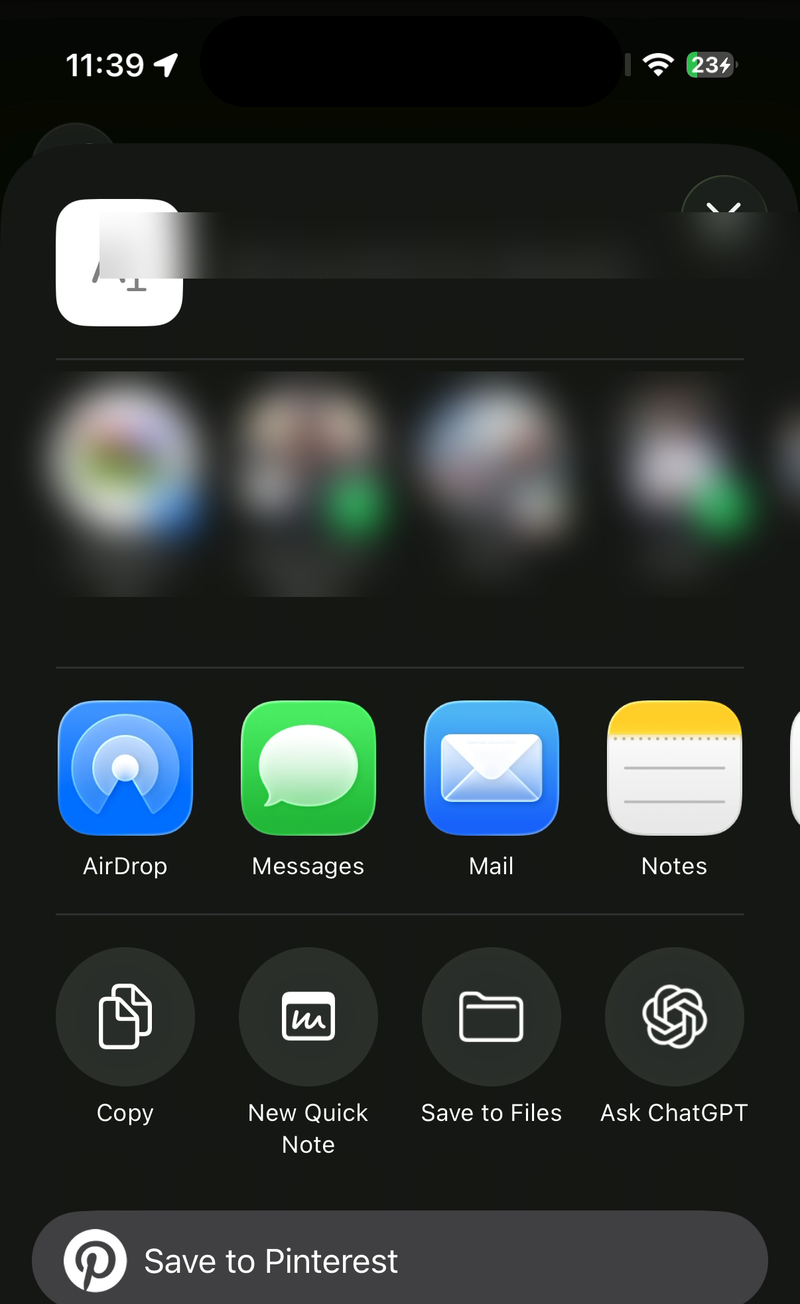 11:39
23
AirDrop
Messages
Mail
Notes
Copy
New Quick
Note
Save to Files
Ask ChatGPT
Save to Pinterest